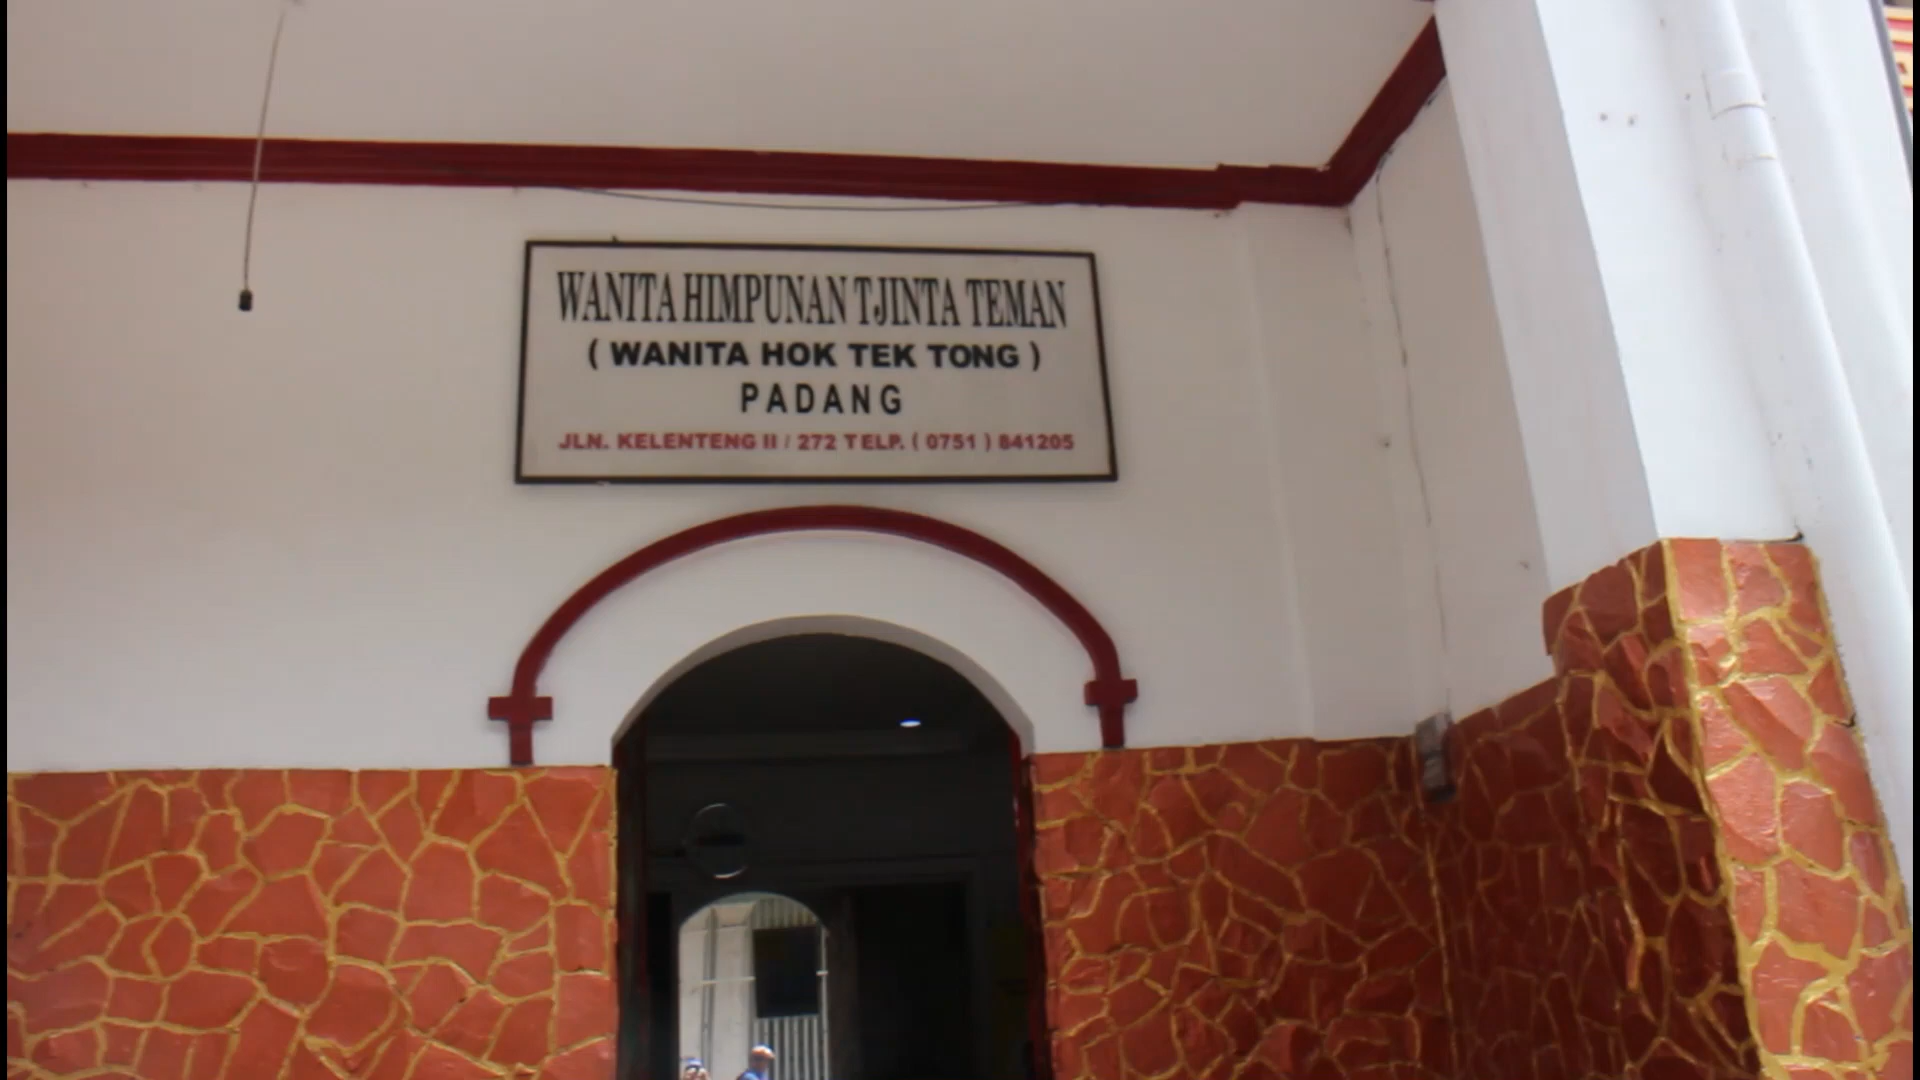 WANITA HIMPUNAN TJINTA TEMAN
( WANITA HOK TEK TONG )
PADANG
JLN. KELENTENG II / 272 TELP. ( 0751 ) 841205